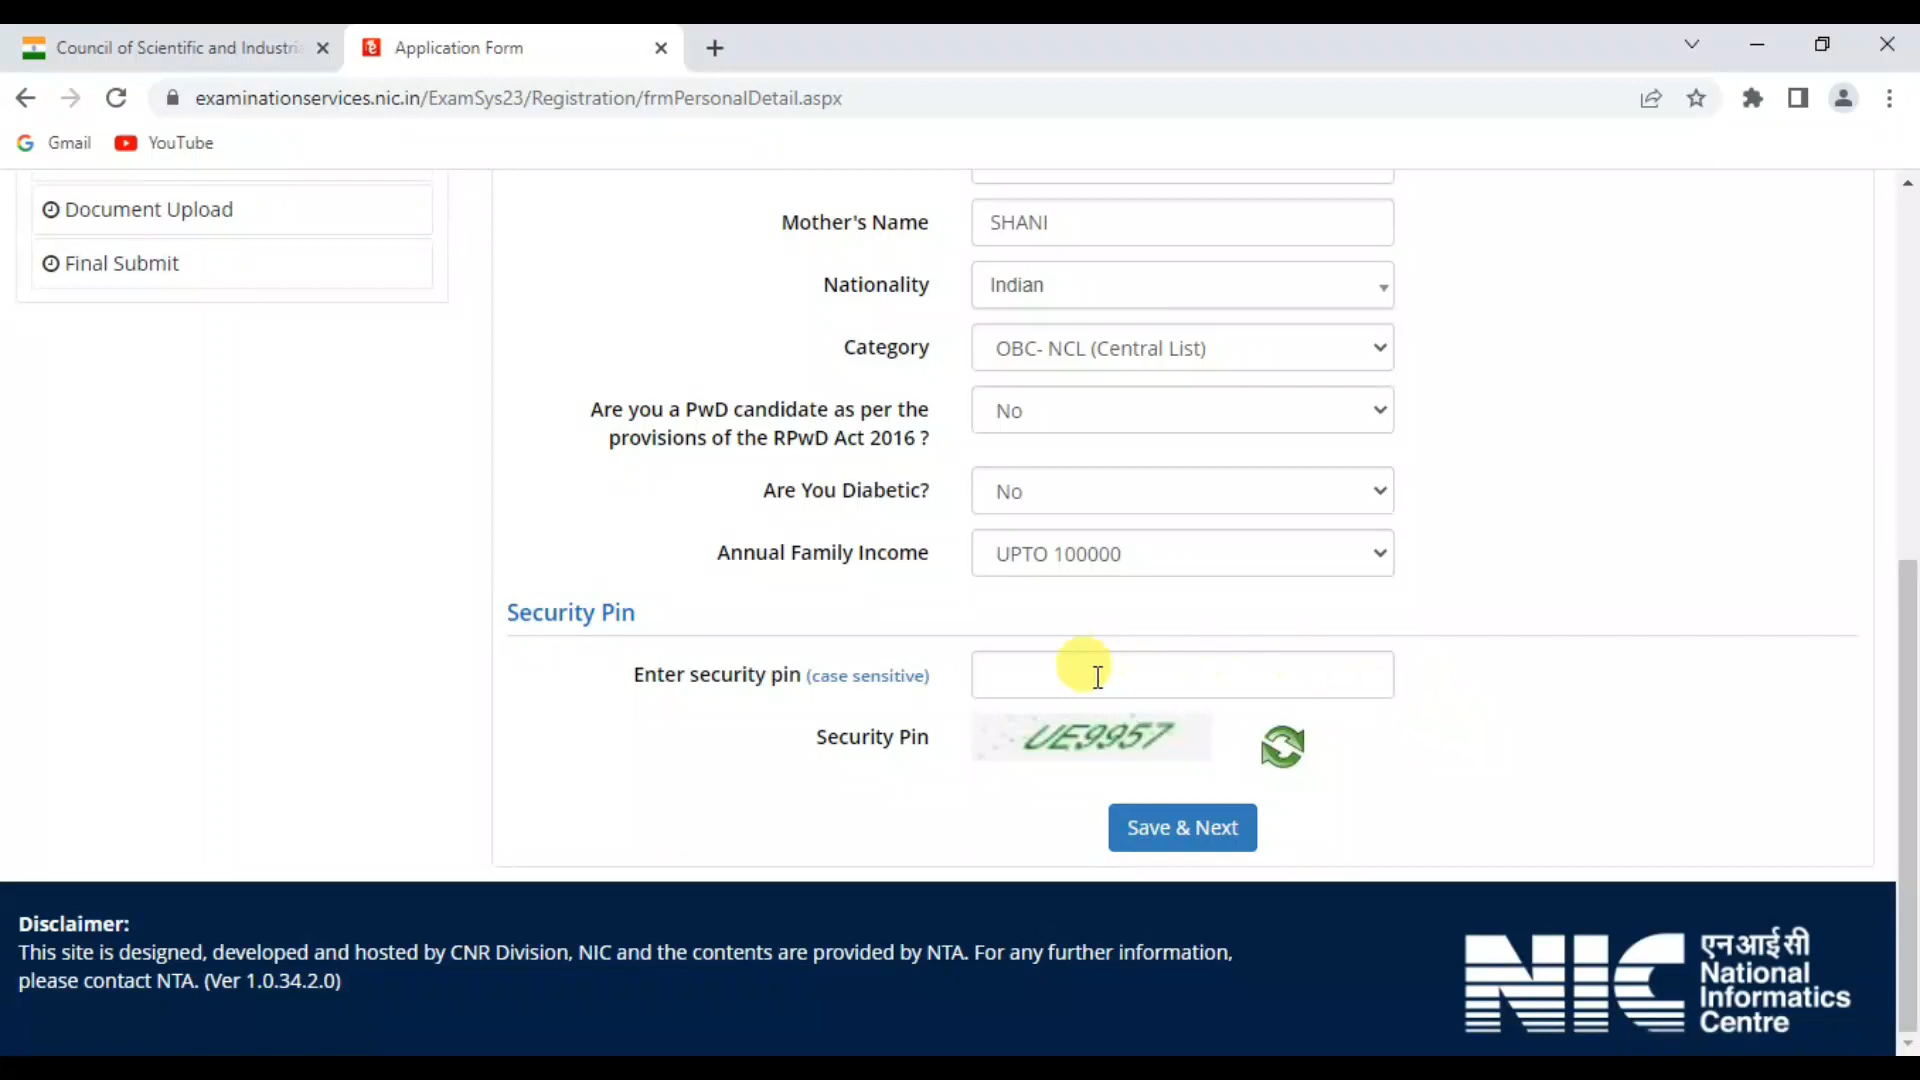 Council of Scientific and Industri
Application Form
examinationservices.nic.in/ExamSys23/Registration/frmPersonalDetail.aspx
Gmail
YouTube
Document Upload
Final Submit
Mother's Name
SHANI
Nationality
Indian
Category
OBC- NCL (Central List)
Are you a PwD candidate as per the
provisions of the RPwD Act 2016 ?
No
Are You Diabetic?
No
Annual Family Income
UPTO 100000
Security Pin
Enter security pin (case sensitive)
Security Pin
UE9957
Save & Next
Disclaimer:
This site is designed, developed and hosted by CNR Division, NIC and the contents are provided by NTA. For any further information,
please contact NTA. (Ver 1.0.34.2.0)
NIC
एन आई सी
National
Informatics
Centre